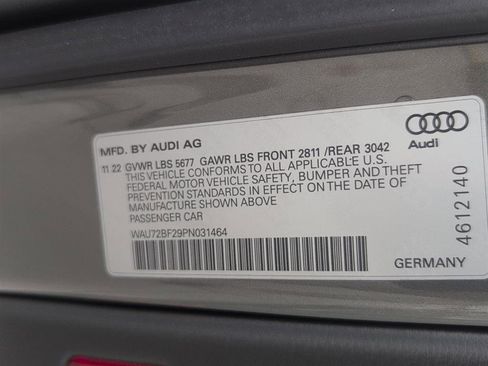 MFD. BY AUDI AG
11 22 GVWR LBS 5677 GAWR LBS FRONT 2811 /REAR 3042
THIS VEHICLE CONFORMS TO ALL APPLICABLE U.S.
FEDERAL MOTOR VEHICLE SAFETY, BUMPER AND THEFT
PREVENTION STANDARDS IN EFFECT ON THE DATE OF
MANUFACTURE SHOWN ABOVE
PASSENGER CAR
WAU72BF29PN031464
Audi
4612140
GERMANY